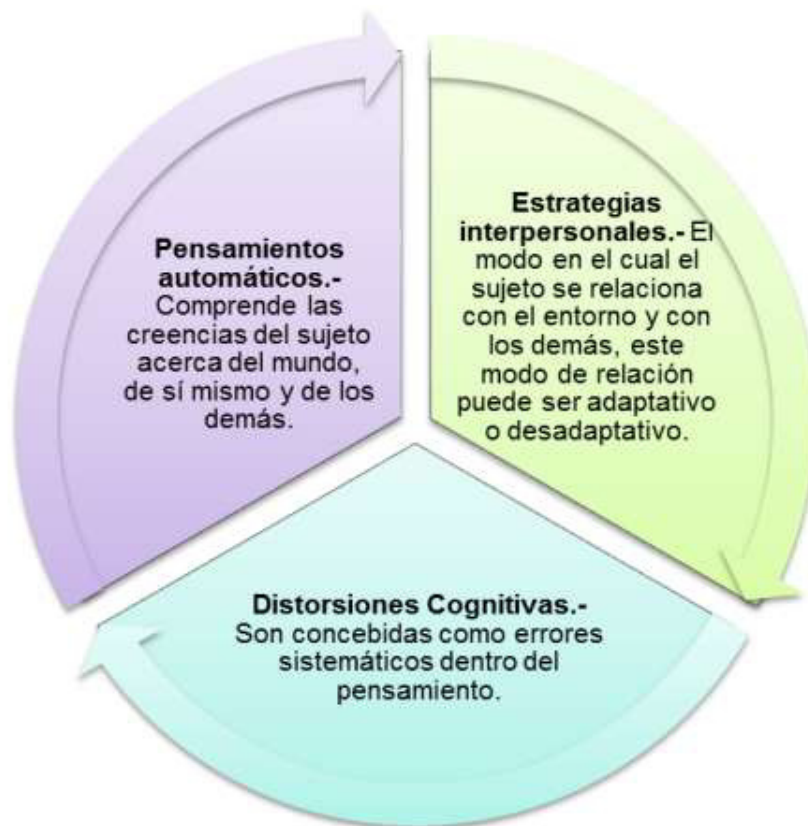 Pensamientos
automáticos.-
Comprende las
creencias del sujeto
acerca del mundo,
de sí mismo y de los
demás.
Estrategias
interpersonales.- El
modo en el cual el
sujeto se relaciona
con el entorno y con
los demás, este
modo de relación
puede ser adaptativo
o desadaptativo.
Distorsiones Cognitivas.-
Son concebidas como errores
sistemáticos dentro del
pensamiento.